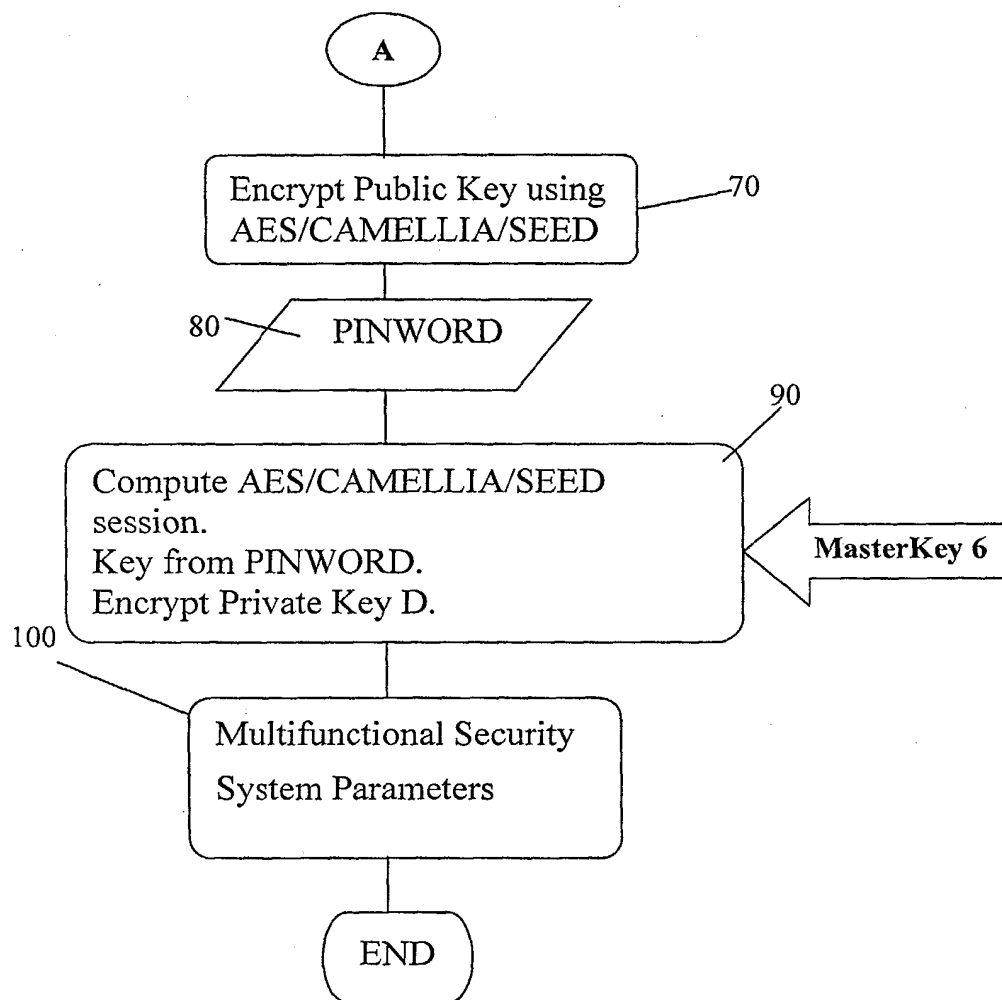 A
Encrypt Public Key using
AES/CAMELLIA/SEED
70
80
PINWORD
90
Compute AES/CAMELLIA/SEED
session.
Key from PINWORD.
Encrypt Private Key D.
MasterKey 6
100
Multifunctional Security
System Parameters
END